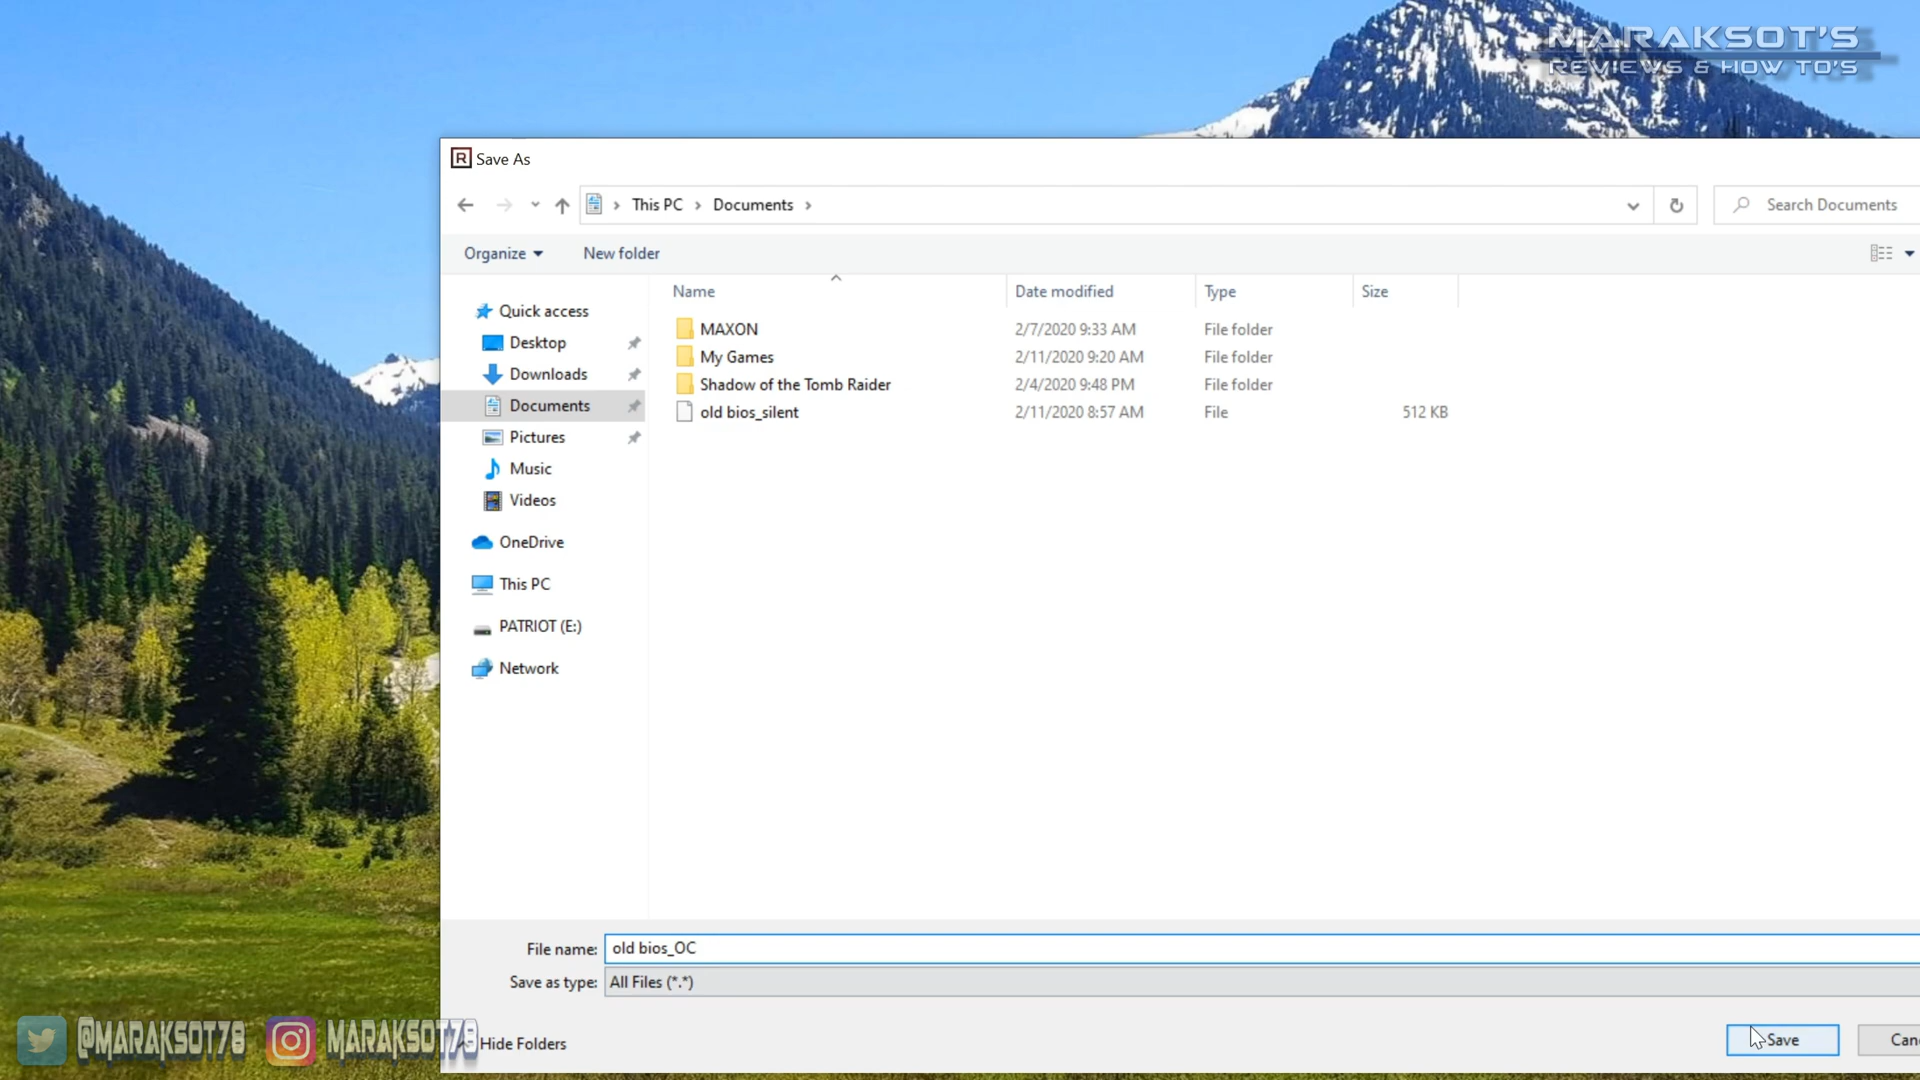 MARAKSOT'S
REVIEWS & HOW TO'S
R Save As
This PC Documents
Search Documents
Organize New folder
Name Date modified Type Size
Quick access
Desktop
Downloads
Documents
Pictures
Music
Videos
OneDrive
This PC
PATRIOT (E:)
Network
MAXON 2/7/2020 9:33 AM File folder
My Games 2/11/2020 9:20 AM File folder
Shadow of the Tomb Raider 2/4/2020 9:48 PM File folder
old bios_silent 2/11/2020 8:57 AM File 512 KB
File name: old bios_OC
Save as type: All Files (*.*)
@MARAKSOT78 MARAKSOT78
Hide Folders
Save Canc